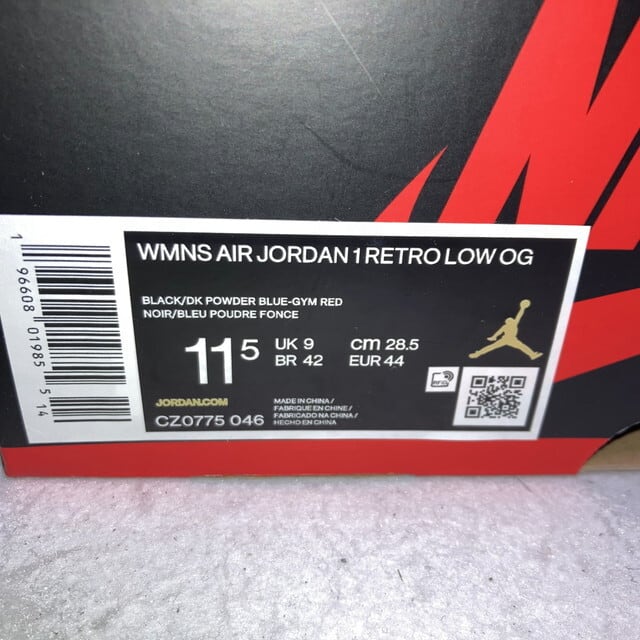 WMNS AIR JORDAN 1 RETRO LOW OG
BLACK/DK POWDER BLUE-GYM RED
NOIR/BLEU POUDRE FONCE
11 5
UK 9 cm 28.5
BR 42 EUR 44
JORDAN.COM
CZ0775 046
MADE IN CHINA/
FABRIQUE EN CHINE/
FABRICADO NA CHINA/
HECHO EN CHINA
RFID
1 96608 01985 5 14